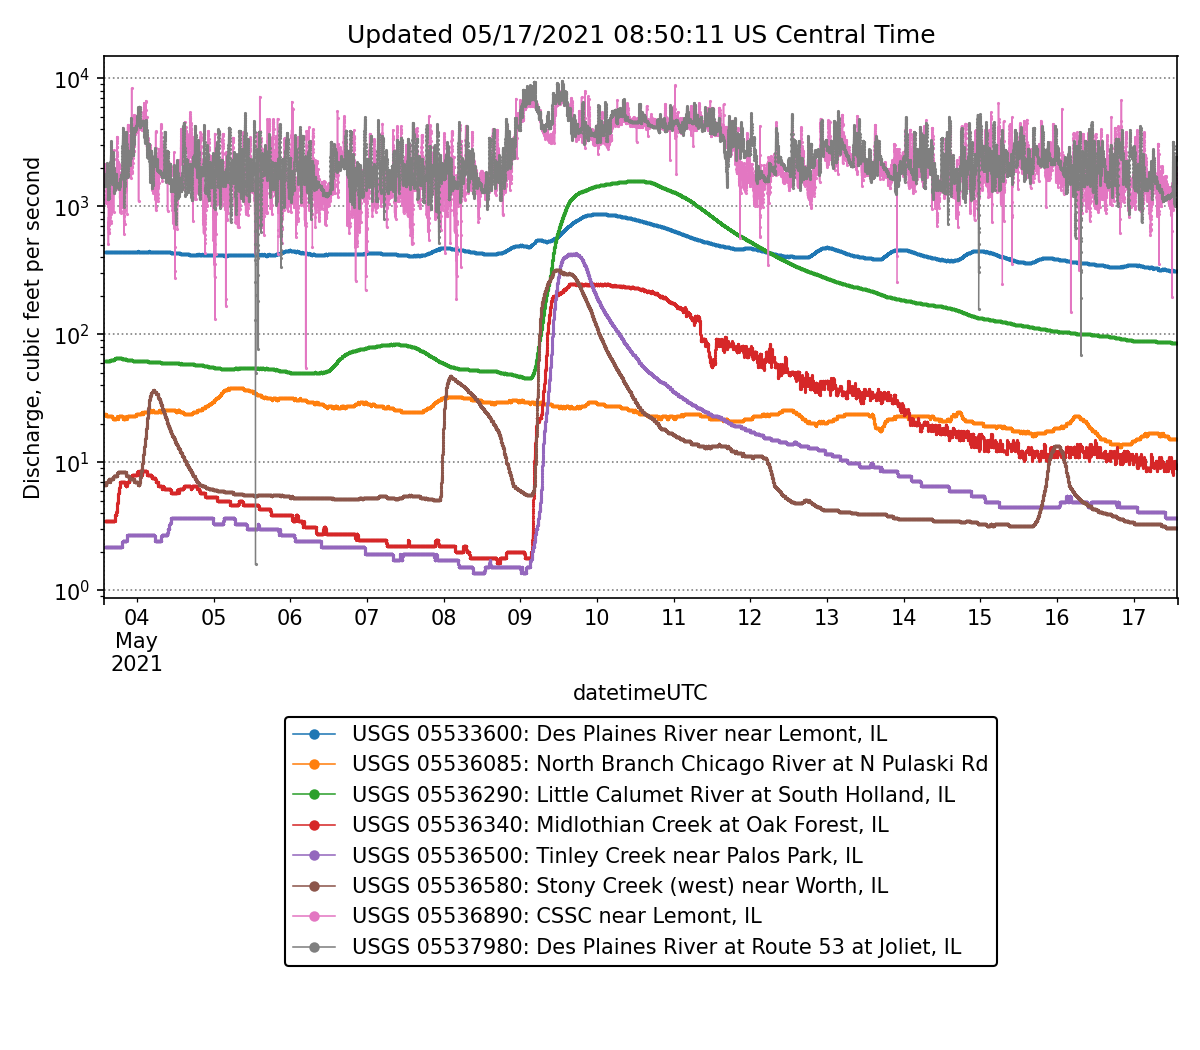 Updated 05/17/2021 08:50:11 US Central Time
Discharge, cubic feet per second
10^4
10^3
10^2
10^1
10^0
04 05 06 07 08 09 10 11 12 13 14 15 16 17
May
2021
datetimeUTC
USGS 05533600: Des Plaines River near Lemont, IL
USGS 05536085: North Branch Chicago River at N Pulaski Rd
USGS 05536290: Little Calumet River at South Holland, IL
USGS 05536340: Midlothian Creek at Oak Forest, IL
USGS 05536500: Tinley Creek near Palos Park, IL
USGS 05536580: Stony Creek (west) near Worth, IL
USGS 05536890: CSSC near Lemont, IL
USGS 05537980: Des Plaines River at Route 53 at Joliet, IL